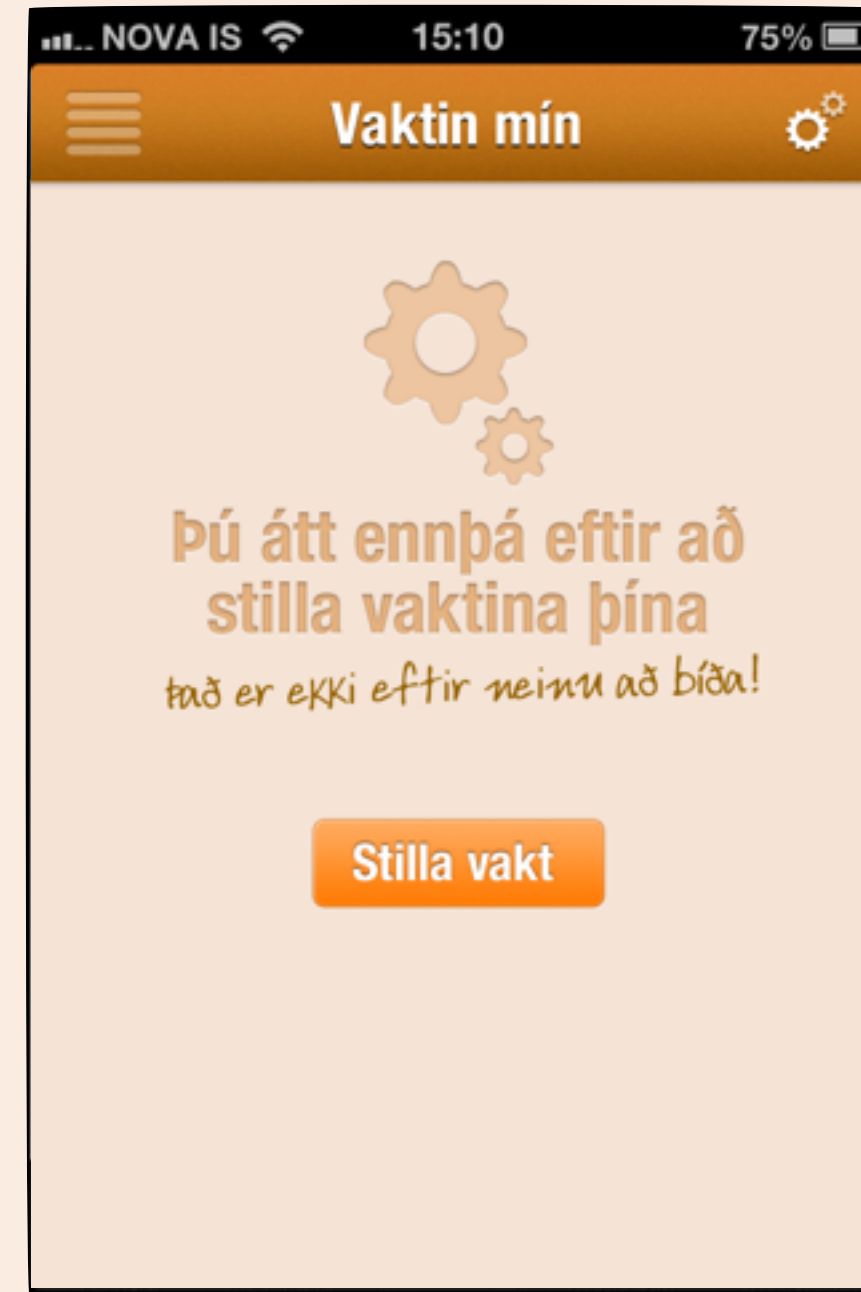 NOVA IS 15:10 75%
Vaktin mín
Þú átt ennþá eftir að
stilla vaktina þína
það er ekki eftir neinu að bíða!
Stilla vakt